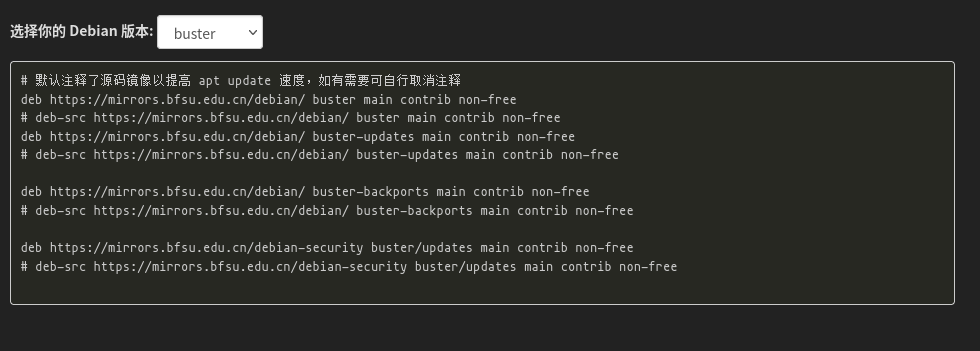 选择你的 Debian 版本: buster
# 默认注释了源码镜像以提高 apt update 速度，如有需要可自行取消注释
deb https://mirrors.bfsu.edu.cn/debian/ buster main contrib non-free
# deb-src https://mirrors.bfsu.edu.cn/debian/ buster main contrib non-free
deb https://mirrors.bfsu.edu.cn/debian/ buster-updates main contrib non-free
# deb-src https://mirrors.bfsu.edu.cn/debian/ buster-updates main contrib non-free
deb https://mirrors.bfsu.edu.cn/debian/ buster-backports main contrib non-free
# deb-src https://mirrors.bfsu.edu.cn/debian/ buster-backports main contrib non-free
deb https://mirrors.bfsu.edu.cn/debian-security buster/updates main contrib non-free
# deb-src https://mirrors.bfsu.edu.cn/debian-security buster/updates main contrib non-free